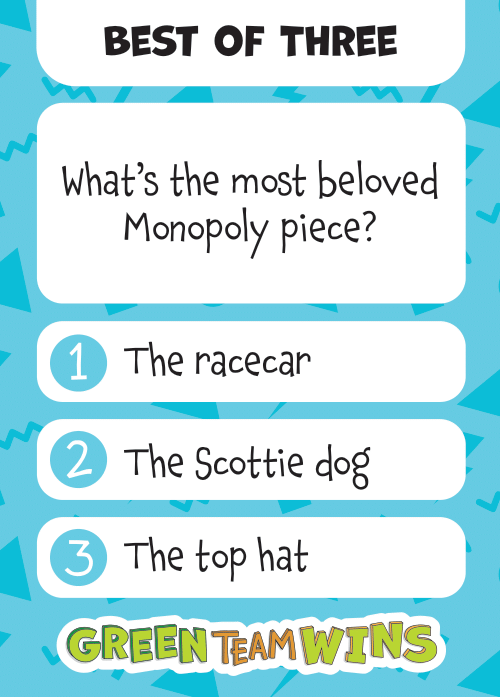 BEST OF THREE
What's the most beloved
Monopoly piece?
1 The racecar
2 The Scottie dog
3 The top hat
GREEN TEAM WINS